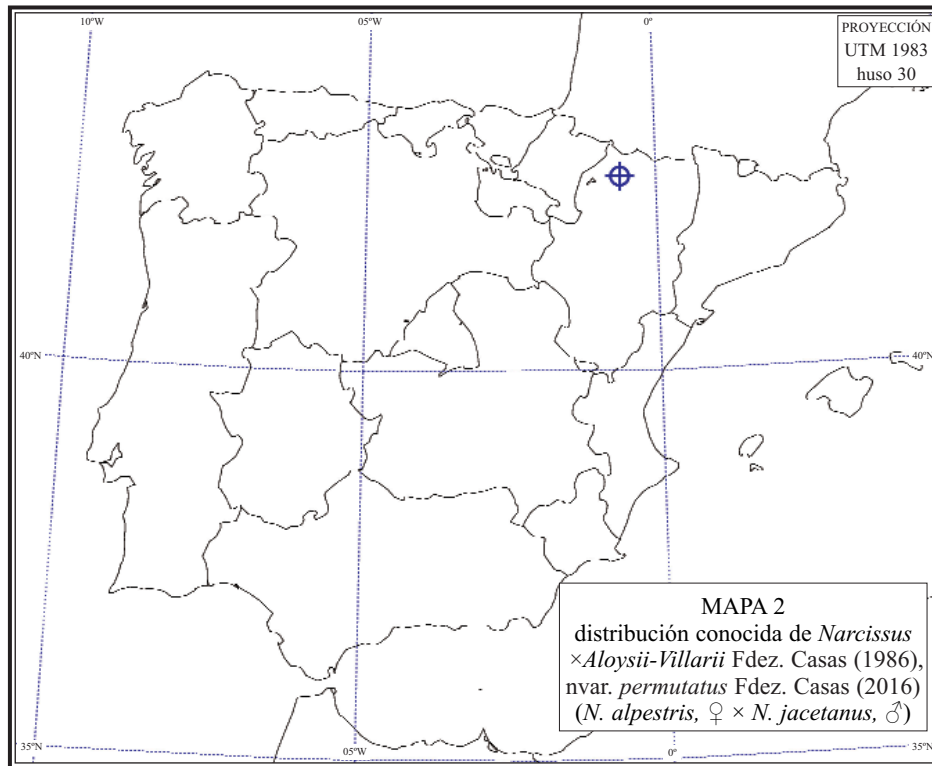 10ºW
05ºW
0º
PROYECCIÓN
UTM 1983
huso 30
40ºN
40ºN
MAPA 2
distribución conocida de Narcissus
×Aloysii-Villarii Fdez. Casas (1986),
nvar. permutatus Fdez. Casas (2016)
(N. alpestris, ♀ × N. jacetanus, ♂)
35ºN
05ºW
0º
35ºN